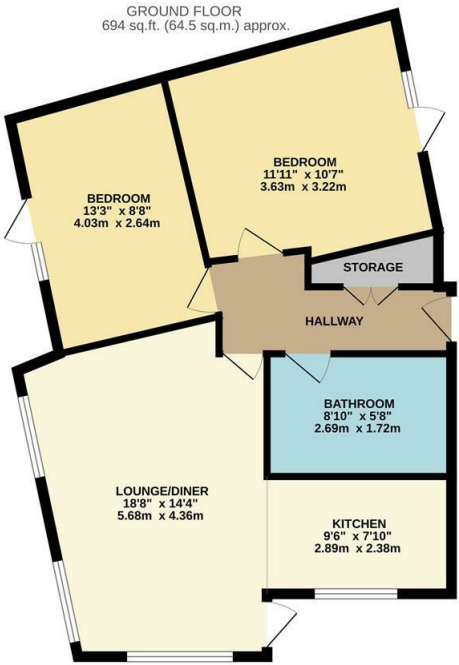 GROUND FLOOR
694 sq.ft. (64.5 sq.m.) approx.
BEDROOM
11'11" x 10'7"
3.63m x 3.22m
BEDROOM
13'3" x 8'8"
4.03m x 2.64m
STORAGE
HALLWAY
BATHROOM
8'10" x 5'8"
2.69m x 1.72m
LOUNGE/DINER
18'8" x 14'4"
5.68m x 4.36m
KITCHEN
9'6" x 7'10"
2.89m x 2.38m